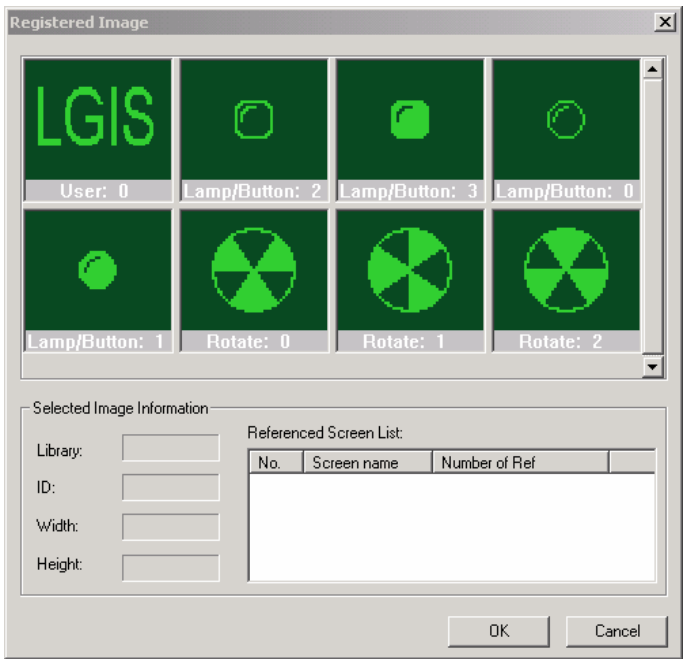 Registered Image
LGIS
User: 0
Lamp/Button: 2
Lamp/Button: 3
Lamp/Button: 0
Lamp/Button: 1
Rotate: 0
Rotate: 1
Rotate: 2
Selected Image Information
Library:
ID:
Width:
Height:
Referenced Screen List:
No. Screen name Number of Ref
OK Cancel